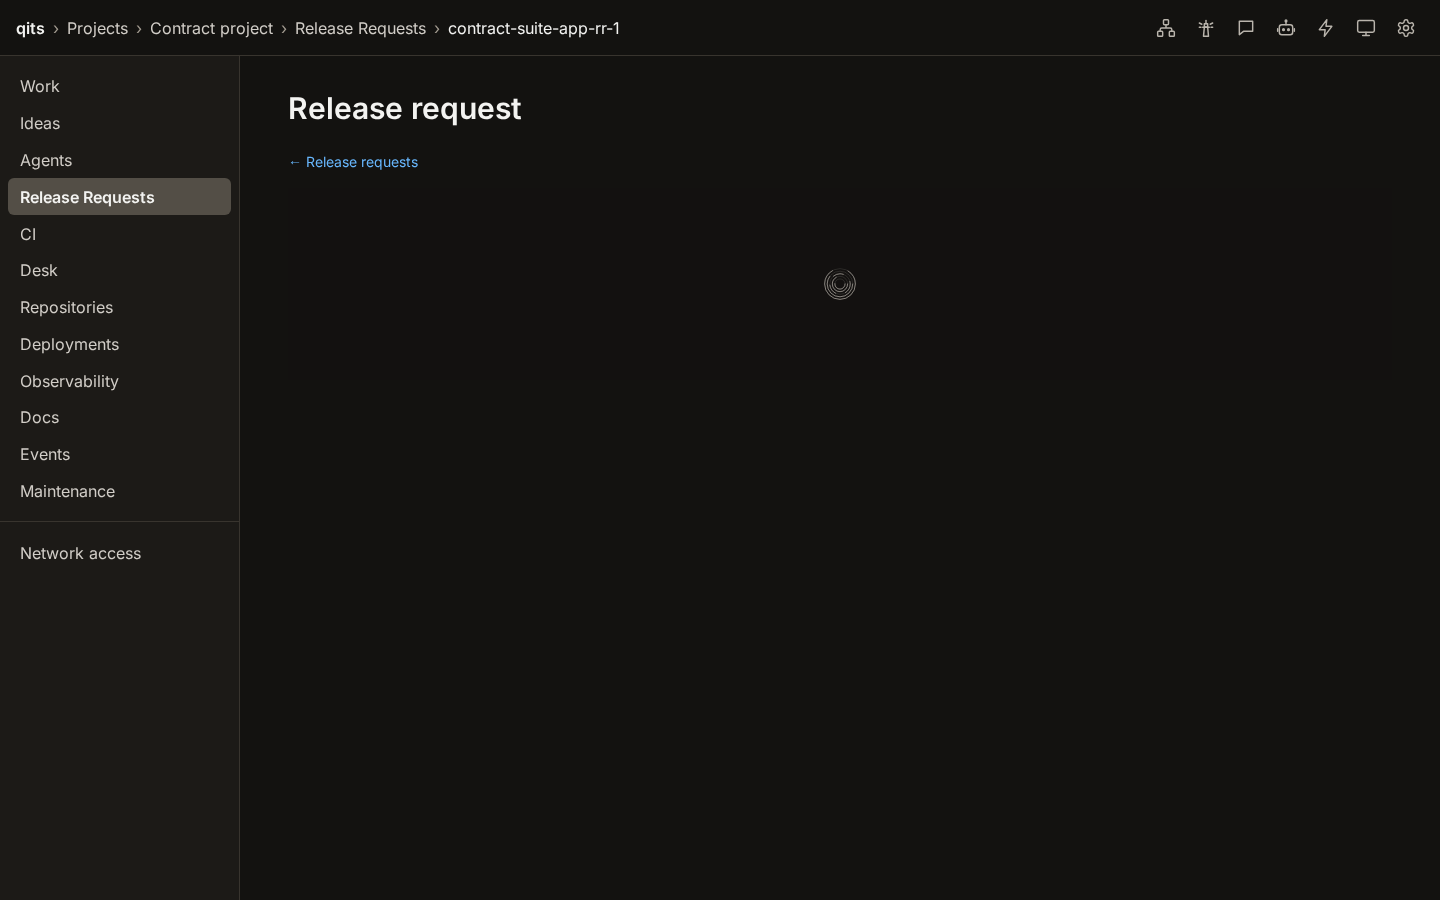 qits › Projects › Contract project › Release Requests › contract-suite-app-rr-1
Work
Ideas
Agents
Release Requests
CI
Desk
Repositories
Deployments
Observability
Docs
Events
Maintenance
Network access
Release request
← Release requests